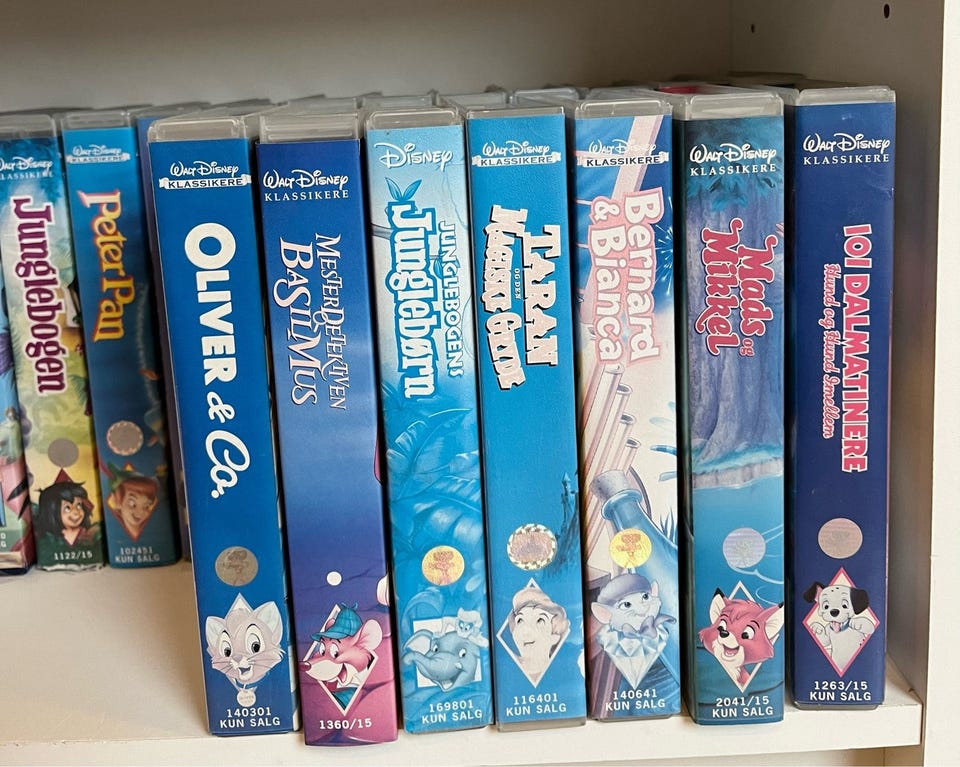 WALT DISNEY
KLASSIKERE
Junglebogen
1122/15
WALT DISNEY
KLASSIKERE
Peter Pan
102451
KUN SALG
WALT DISNEY
KLASSIKERE
OLIVER & Co.
140301
KUN SALG
WALT DISNEY
KLASSIKERE
MESTERDETEKTIVEN
BASIL MUS
1360/15
DISNEY
JUNGLEBOGENS
Junglebørn
169801
KUN SALG
WALT DISNEY
KLASSIKERE
TARAN
OG DEN
MAGISKE GRYDE
116401
KUN SALG
WALT DISNEY
KLASSIKERE
Bernard
& Bianca
140641
KUN SALG
WALT DISNEY
KLASSIKERE
Mads
og
Mikkel
2041/15
KUN SALG
WALT DISNEY
KLASSIKERE
101 DALMATINERE
Hund og Hund Imellem
1263/15
KUN SALG